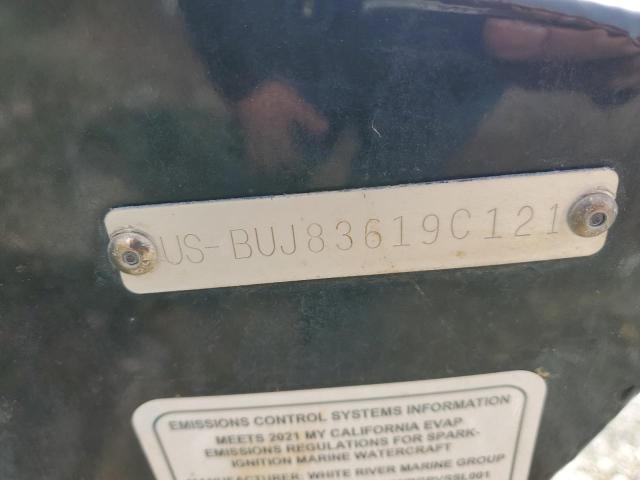 US-BUJ83619C121
EMISSIONS CONTROL SYSTEMS INFORMATION
MEETS 2021 MY CALIFORNIA EVAP
EMISSIONS REGULATIONS FOR SPARK-
IGNITION MARINE WATERCRAFT
MANUFACTURER: WHITE RIVER MARINE GROUP